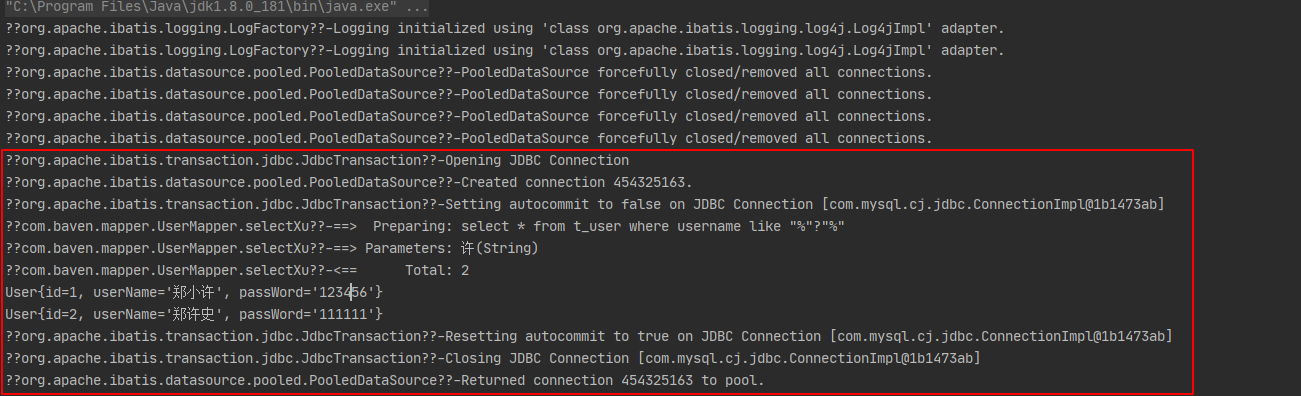 "C:\Program Files\Java\jdk1.8.0_181\bin\java.exe" ...
??org.apache.ibatis.logging.LogFactory??-Logging initialized using 'class org.apache.ibatis.logging.log4j.Log4jImpl' adapter.
??org.apache.ibatis.logging.LogFactory??-Logging initialized using 'class org.apache.ibatis.logging.log4j.Log4jImpl' adapter.
??org.apache.ibatis.datasource.pooled.PooledDataSource??-PooledDataSource forcefully closed/removed all connections.
??org.apache.ibatis.datasource.pooled.PooledDataSource??-PooledDataSource forcefully closed/removed all connections.
??org.apache.ibatis.datasource.pooled.PooledDataSource??-PooledDataSource forcefully closed/removed all connections.
??org.apache.ibatis.datasource.pooled.PooledDataSource??-PooledDataSource forcefully closed/removed all connections.
??org.apache.ibatis.transaction.jdbc.JdbcTransaction??-Opening JDBC Connection
??org.apache.ibatis.datasource.pooled.PooledDataSource??-Created connection 454325163.
??org.apache.ibatis.transaction.jdbc.JdbcTransaction??-Setting autocommit to false on JDBC Connection [com.mysql.cj.jdbc.ConnectionImpl@1b1473ab]
??com.baven.mapper.UserMapper.selectXu??-==>  Preparing: select * from t_user where username like "%"?"%"
??com.baven.mapper.UserMapper.selectXu??-==> Parameters: 许(String)
??com.baven.mapper.UserMapper.selectXu??-<==      Total: 2
User{id=1, userName='郑小许', passWord='123456'}
User{id=2, userName='郑许史', passWord='111111'}
??org.apache.ibatis.transaction.jdbc.JdbcTransaction??-Resetting autocommit to true on JDBC Connection [com.mysql.cj.jdbc.ConnectionImpl@1b1473ab]
??org.apache.ibatis.transaction.jdbc.JdbcTransaction??-Closing JDBC Connection [com.mysql.cj.jdbc.ConnectionImpl@1b1473ab]
??org.apache.ibatis.datasource.pooled.PooledDataSource??-Returned connection 454325163 to pool.